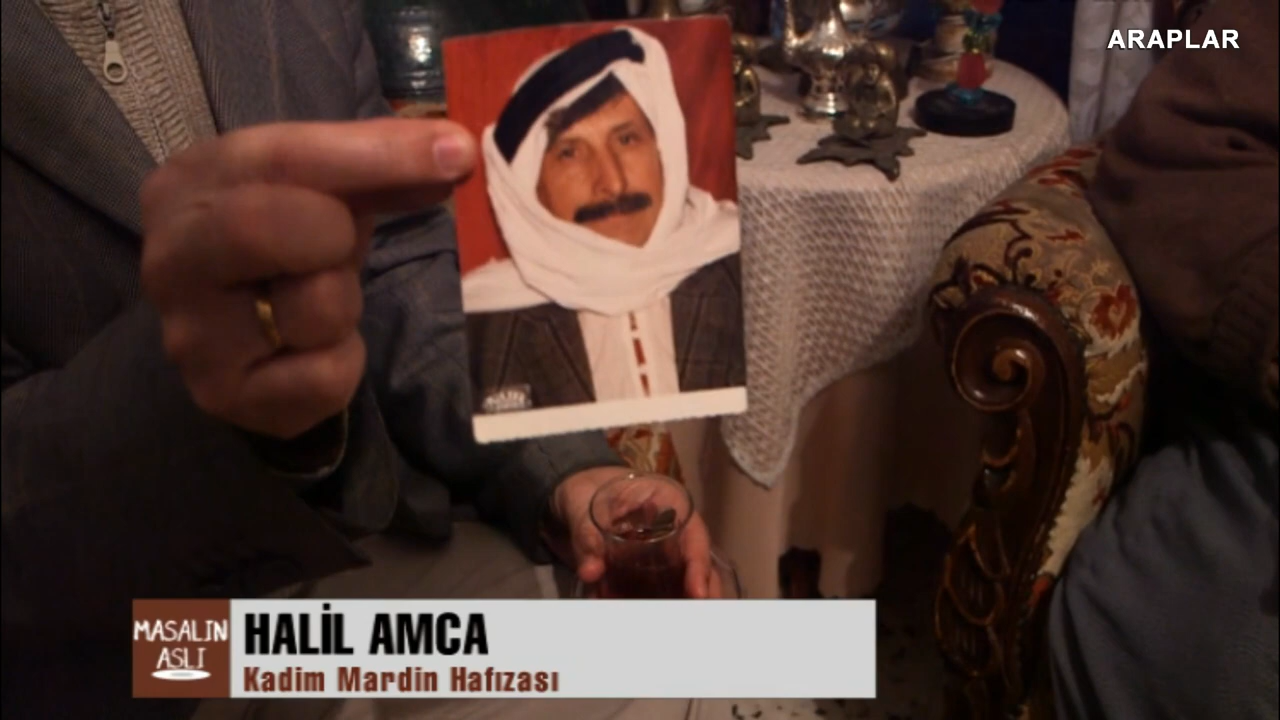 ARAPLAR
MASALIN
ASLI
HALİL AMCA
Kadim Mardin Hafızası